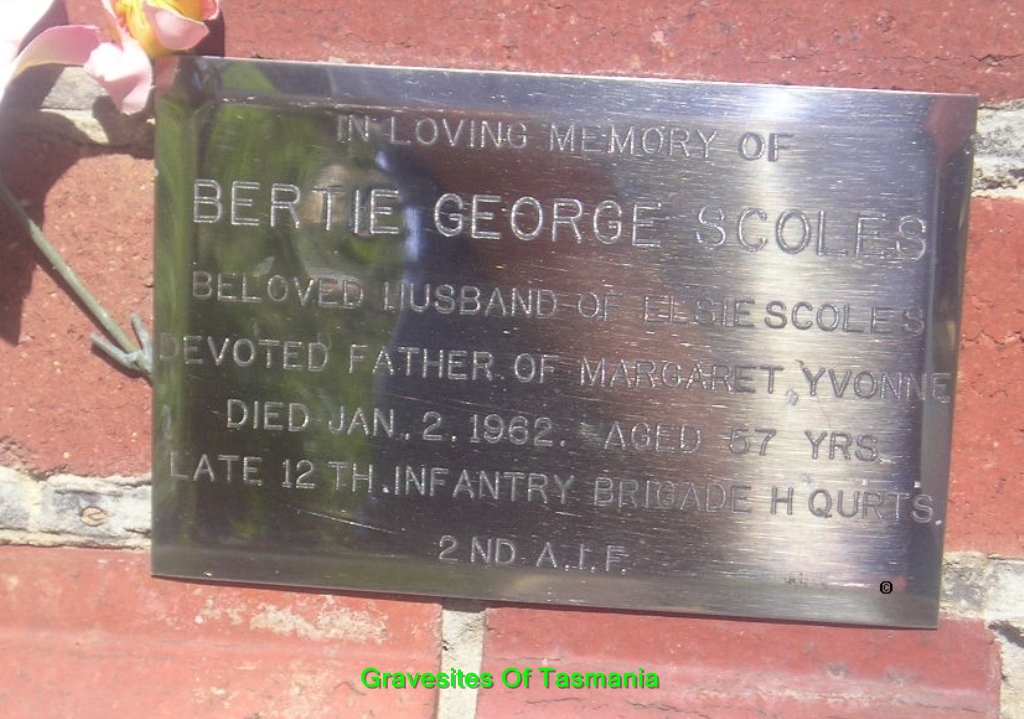 IN LOVING MEMORY OF
BERTIE GEORGE SCOLES
BELOVED HUSBAND OF ELSIE SCOLES
DEVOTED FATHER OF MARGARET, YVONNE
DIED JAN. 2. 1962. AGED 57 YRS.
LATE 12 TH. INFANTRY BRIGADE H QURTS.
2 ND A.I.F.
©
Gravesites Of Tasmania